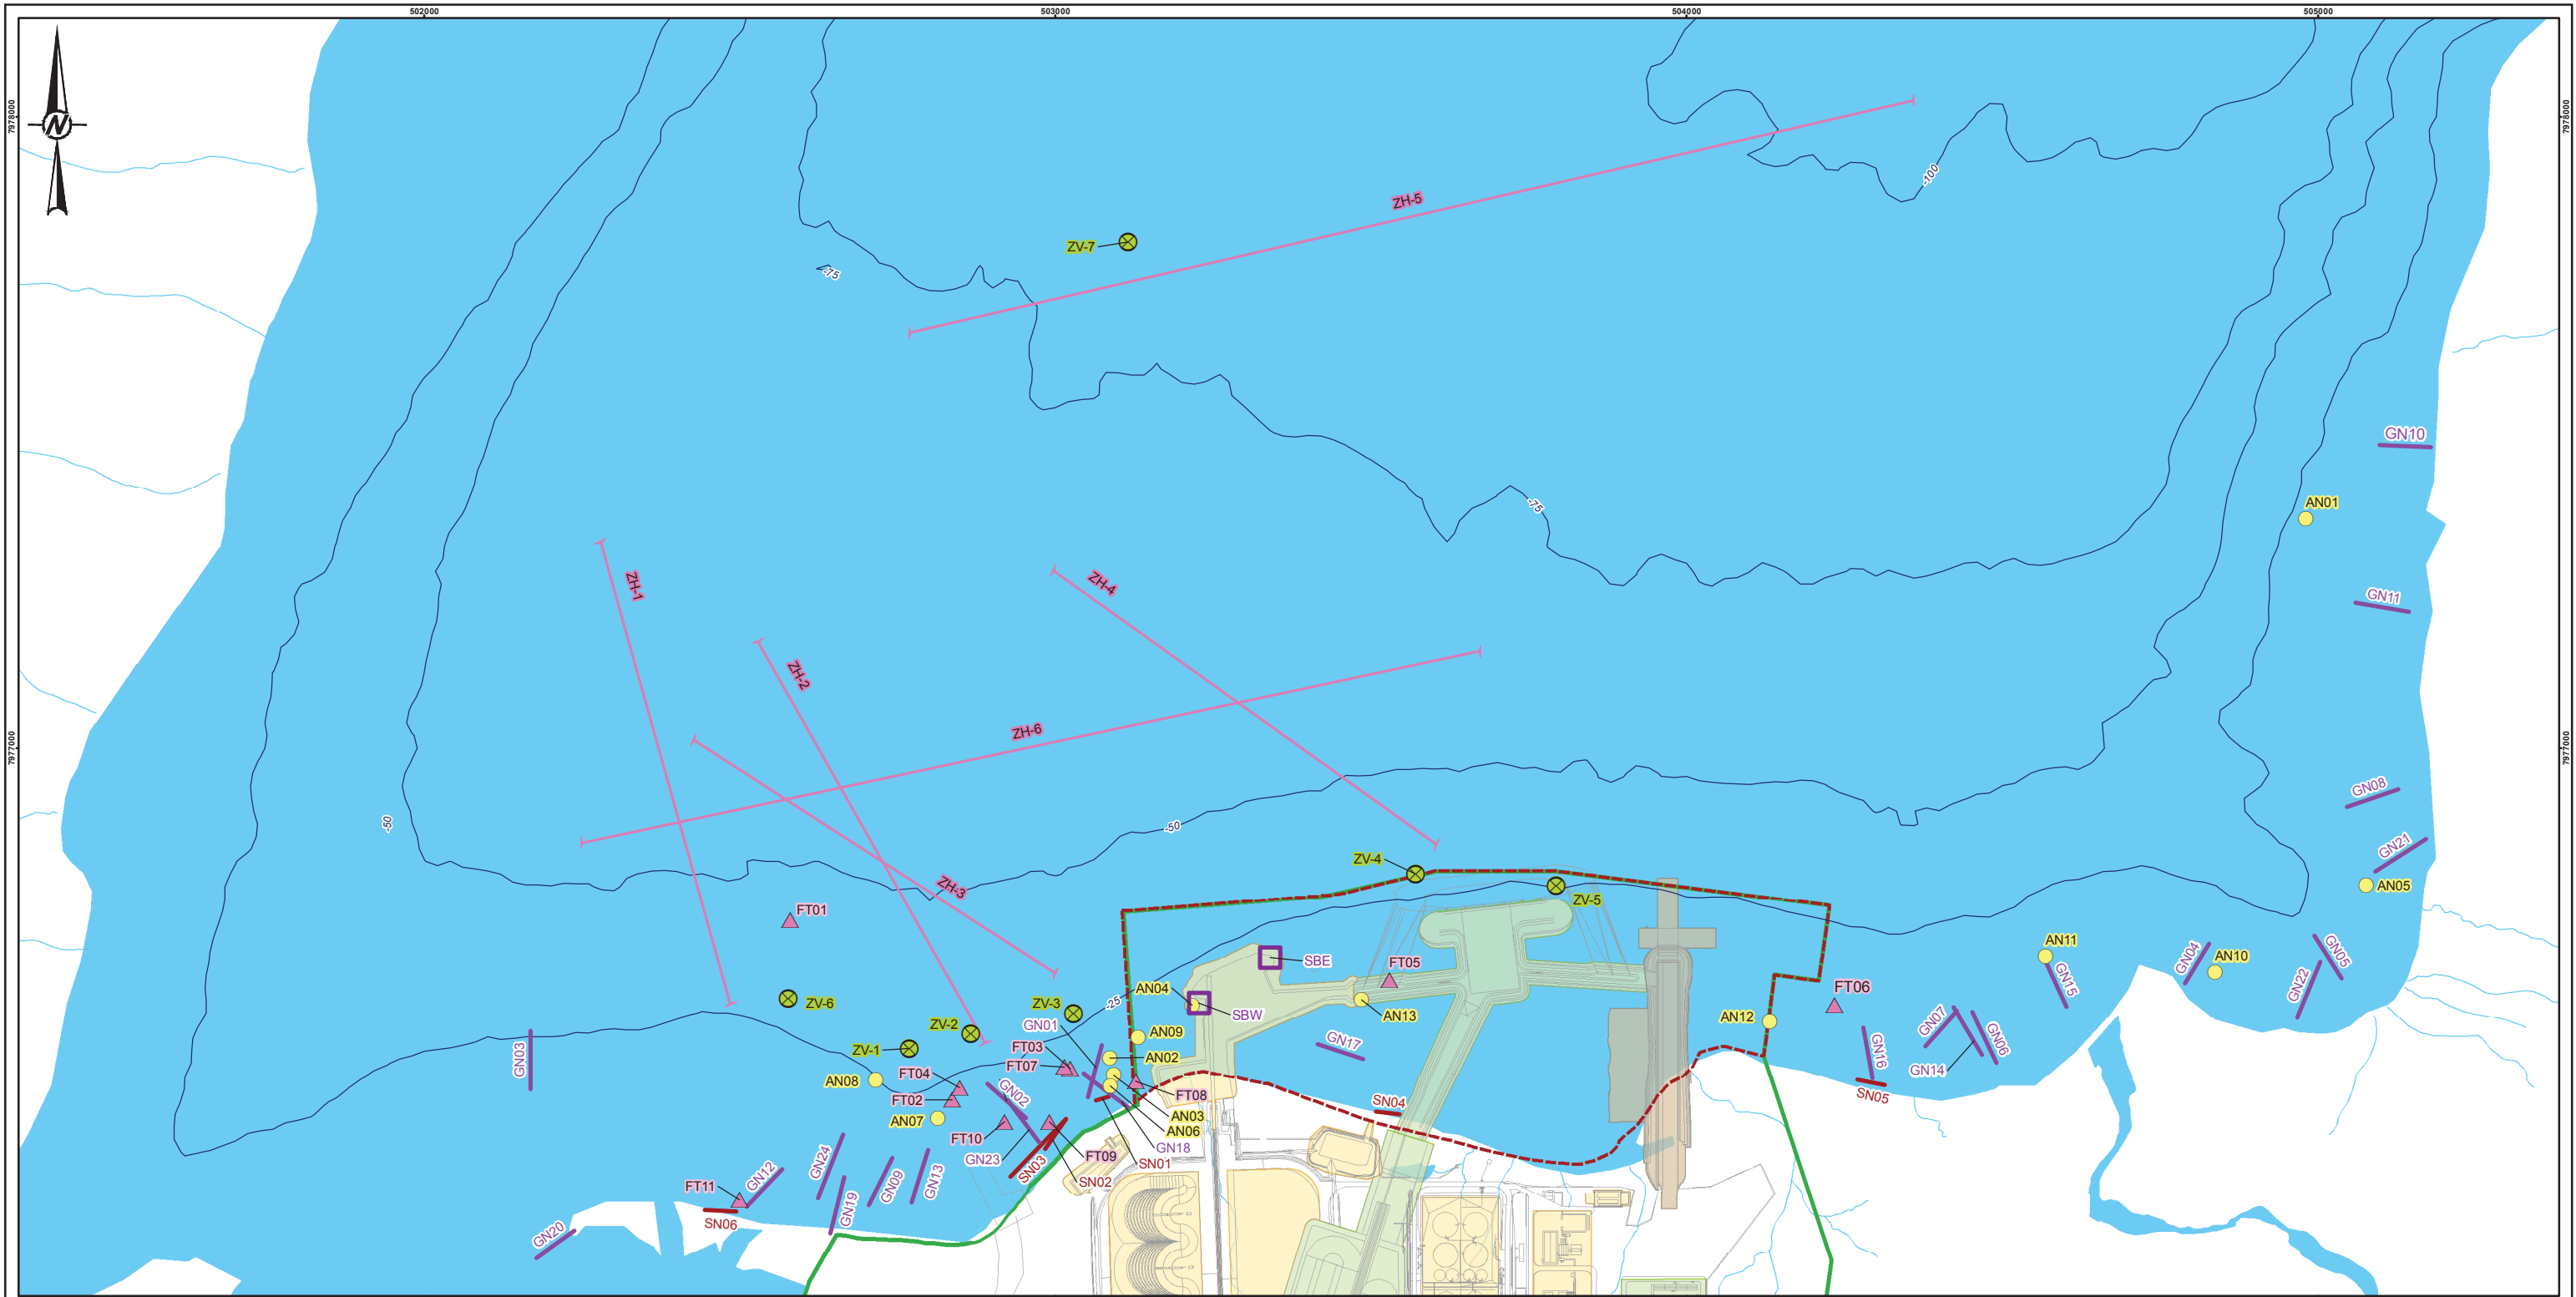 502000
503000
504000
505000
7978000
7978000
N
-100
ZH-5
ZV-7
-75
GN10
-75
AN01
ZH-1
ZH-4
GN11
ZH-2
ZH-6
7977000
7977000
GN08
-50
-50
GN21
ZV-4
AN05
ZH-3
ZV-5
FT01
AN11
GN04
GN05
AN10
SBE
FT05
GN15
GN22
AN04
FT06
ZV-6
ZV-3
-25
SBW
AN13
AN12
GN01
ZV-2
AN09
GN07
GN06
GN17
GN03
ZV-1
FT03
AN02
GN16
FT07
GN14
AN08
FT04
GN02
FT08
SN05
FT02
SN04
AN03
AN07
AN06
FT10
GN18
GN23
FT09
SN01
GN24
SN03
SN02
GN12
GN09
GN13
FT11
GN19
SN06
GN20